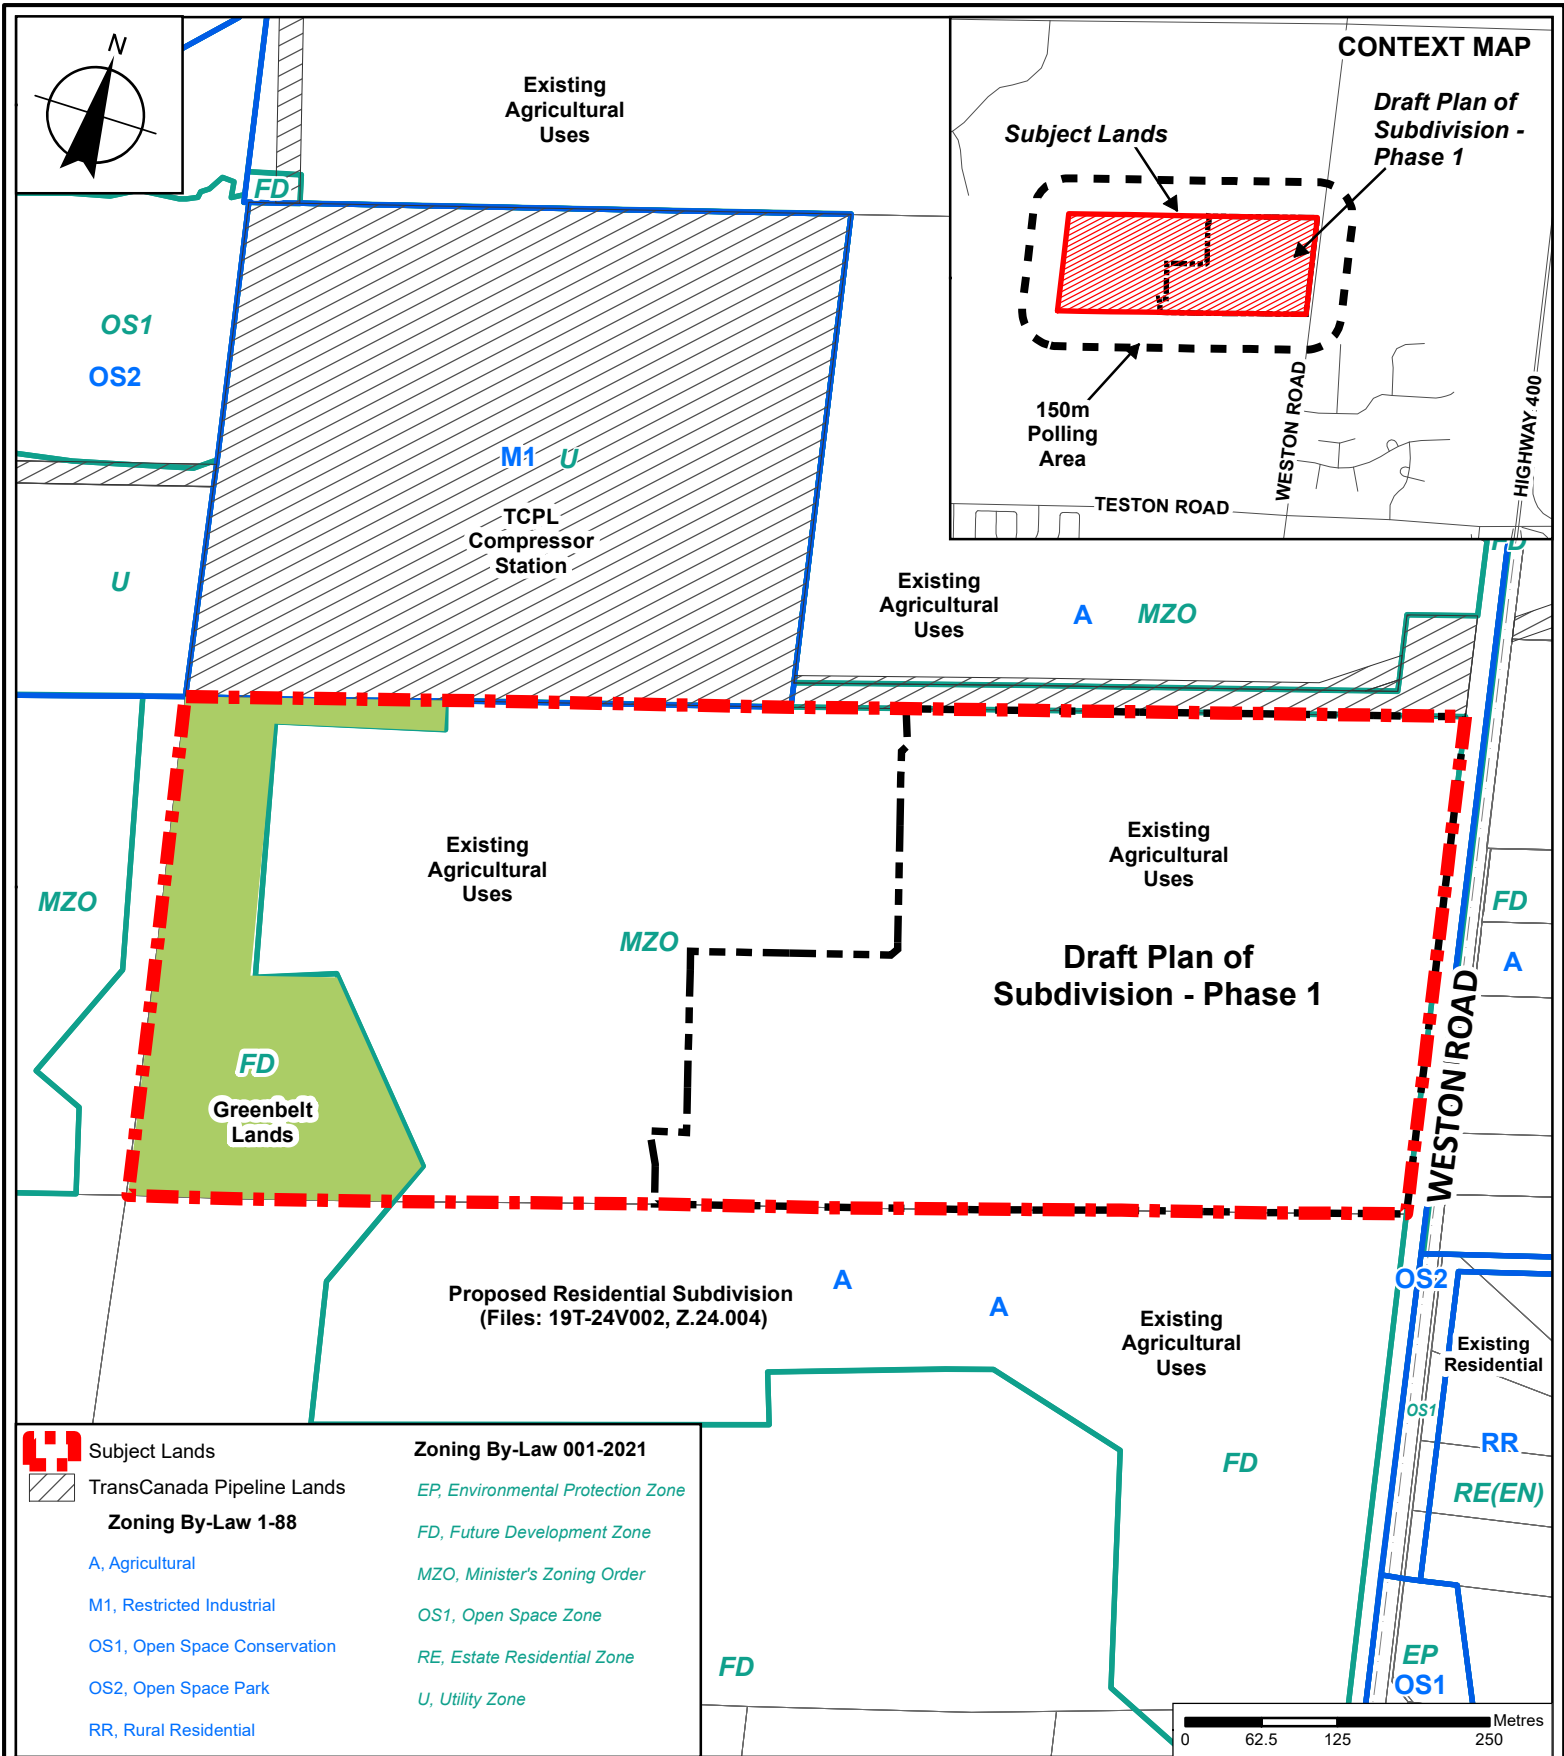 N
Existing
Agricultural
Uses
CONTEXT MAP
Draft Plan of
Subdivision -
Phase 1
Subject Lands
150m
Polling
Area
WESTON ROAD
HIGHWAY 400
TESTON ROAD
FD
OS1
OS2
M1 U
TCPL
Compressor
Station
U
FD
Existing
Agricultural
Uses
A MZO
Existing
Agricultural
Uses
Existing
Agricultural
Uses
MZO
MZO
FD
A
Draft Plan of
Subdivision - Phase 1
WESTON ROAD
FD
Greenbelt
Lands
Proposed Residential Subdivision
(Files: 19T-24V002, Z.24.004)
A
A
Existing
Agricultural
Uses
OS2
Existing
Residential
OS1
RR
RE(EN)
FD
FD
EP
OS1
Subject Lands
TransCanada Pipeline Lands
Zoning By-Law 1-88
A, Agricultural
M1, Restricted Industrial
OS1, Open Space Conservation
OS2, Open Space Park
RR, Rural Residential
Zoning By-Law 001-2021
EP, Environmental Protection Zone
FD, Future Development Zone
MZO, Minister's Zoning Order
OS1, Open Space Zone
RE, Estate Residential Zone
U, Utility Zone
Metres
0 62.5 125 250